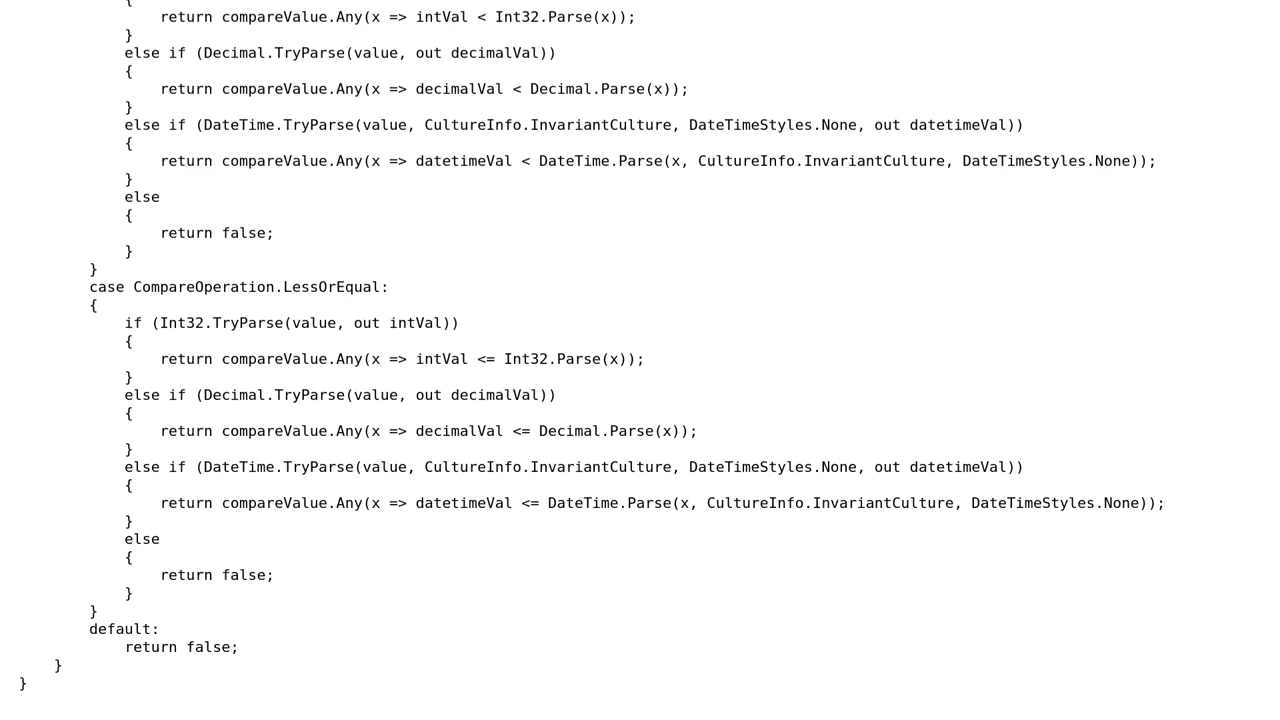 {
return compareValue.Any(x => intVal < Int32.Parse(x));
}
else if (Decimal.TryParse(value, out decimalVal))
{
return compareValue.Any(x => decimalVal < Decimal.Parse(x));
}
else if (DateTime.TryParse(value, CultureInfo.InvariantCulture, DateTimeStyles.None, out datetimeVal))
{
return compareValue.Any(x => datetimeVal < DateTime.Parse(x, CultureInfo.InvariantCulture, DateTimeStyles.None));
}
else
{
return false;
}
}
case CompareOperation.LessOrEqual:
{
if (Int32.TryParse(value, out intVal))
{
return compareValue.Any(x => intVal <= Int32.Parse(x));
}
else if (Decimal.TryParse(value, out decimalVal))
{
return compareValue.Any(x => decimalVal <= Decimal.Parse(x));
}
else if (DateTime.TryParse(value, CultureInfo.InvariantCulture, DateTimeStyles.None, out datetimeVal))
{
return compareValue.Any(x => datetimeVal <= DateTime.Parse(x, CultureInfo.InvariantCulture, DateTimeStyles.None));
}
else
{
return false;
}
}
default:
return false;
}
}